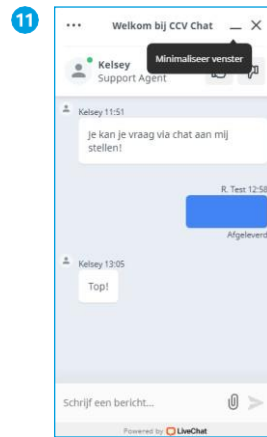 11
... Welkom bij CCV Chat
Minimaliseer venster
Kelsey
Support Agent
Kelsey 11:51
Je kan je vraag via chat aan mij
stellen!
R. Test 12:58
Afgeleverd
Kelsey 13:05
Top!
Schrijf een bericht...
Powered by LiveChat